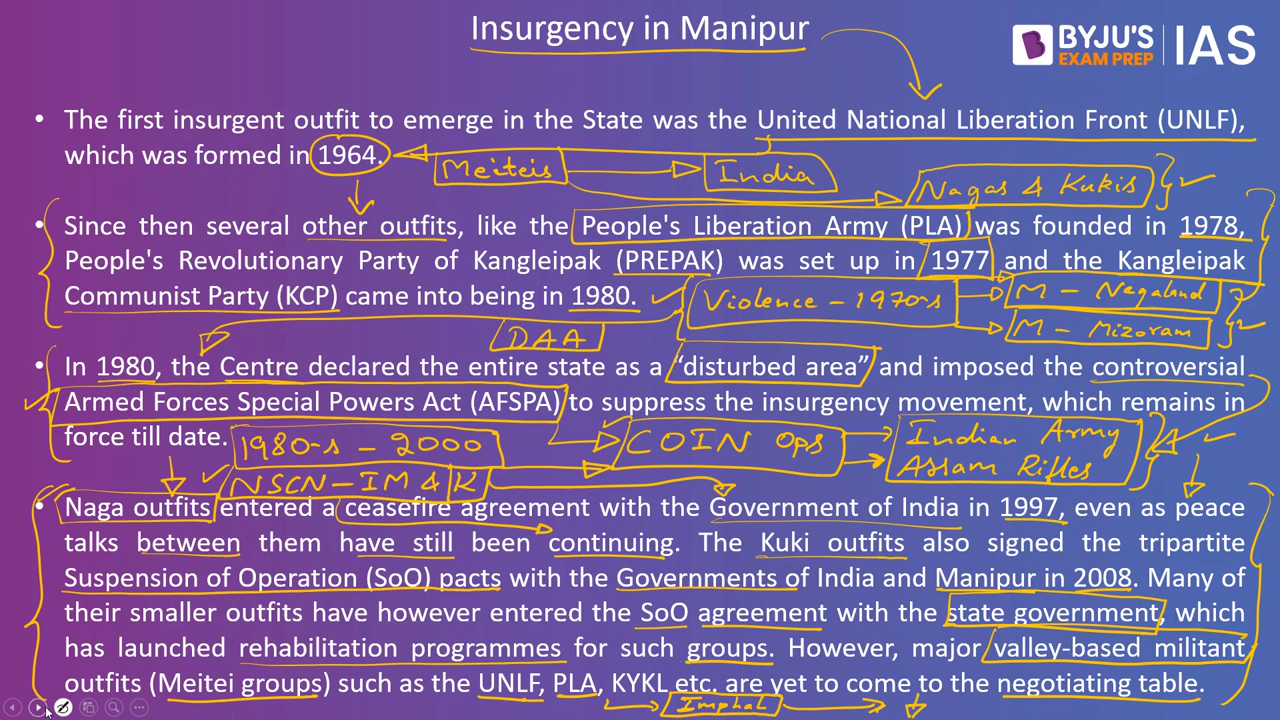 Insurgency in Manipur
BYJU'S
EXAM PREP
IAS
• The first insurgent outfit to emerge in the State was the United National Liberation Front (UNLF),
which was formed in 1964.
Meiteis
India
Nagas & Kukis
• Since then several other outfits, like the People's Liberation Army (PLA) was founded in 1978,
People's Revolutionary Party of Kangleipak (PREPAK) was set up in 1977 and the Kangleipak
Communist Party (KCP) came into being in 1980.
Violence - 1970-s
M - Nagaland
M - Mizoram
DAA
• In 1980, the Centre declared the entire state as a “disturbed area” and imposed the controversial
Armed Forces Special Powers Act (AFSPA) to suppress the insurgency movement, which remains in
force till date.
1980-s - 2000
COIN Ops
Indian Army
Assam Rifles
NSCN-IM & K
• Naga outfits entered a ceasefire agreement with the Government of India in 1997, even as peace
talks between them have still been continuing. The Kuki outfits also signed the tripartite
Suspension of Operation (SoO) pacts with the Governments of India and Manipur in 2008. Many of
their smaller outfits have however entered the SoO agreement with the state government, which
has launched rehabilitation programmes for such groups. However, major valley-based militant
outfits (Meitei groups) such as the UNLF, PLA, KYKL etc. are yet to come to the negotiating table.
Imphal